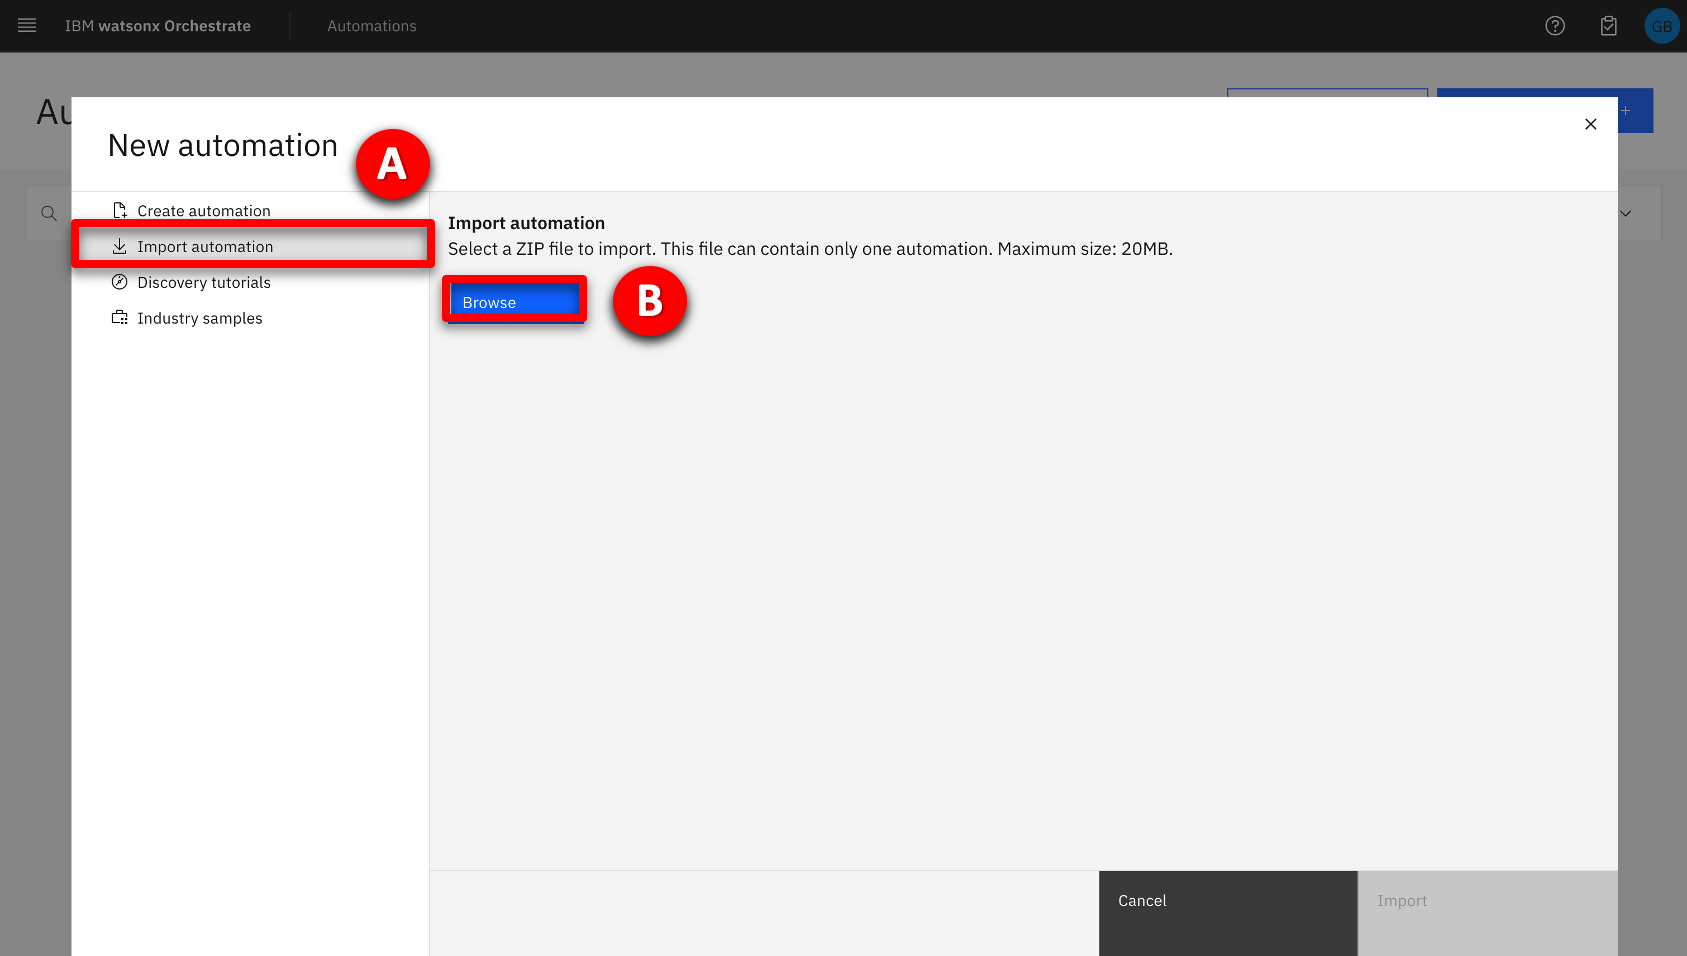 IBM watsonx Orchestrate
Automations
GB
Au
New automation
A
Create automation
Import automation
Discovery tutorials
Industry samples
Import automation
Select a ZIP file to import. This file can contain only one automation. Maximum size: 20MB.
Browse
B
Cancel
Import